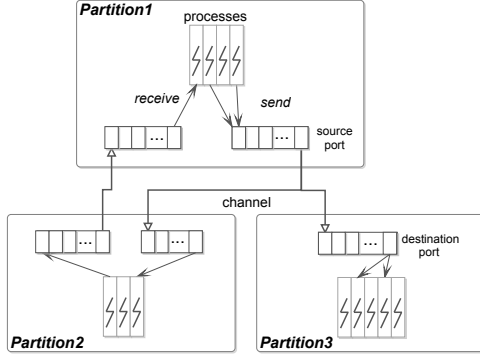 Partition1
processes
receive
send
...
...
source
port
channel
...
...
...
destination
port
Partition2
Partition3